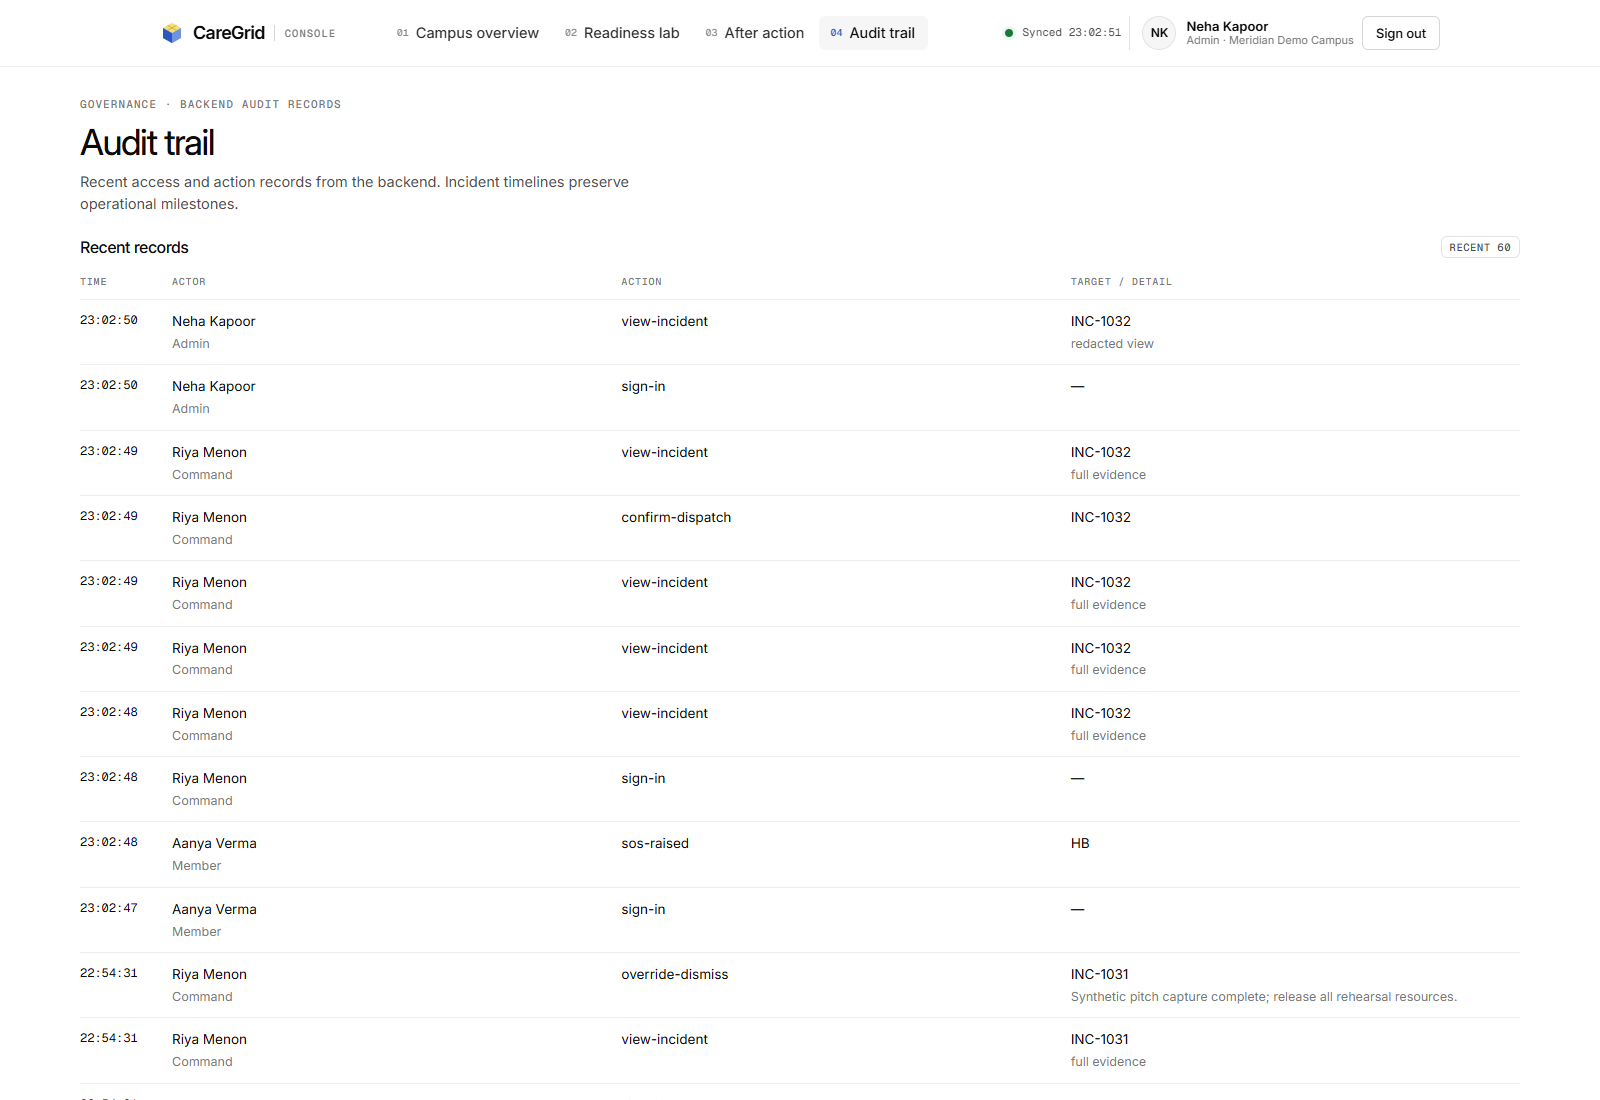 CareGrid CONSOLE 01 Campus overview 02 Readiness lab 03 After action 04 Audit trail Synced 23:02:51 NK Neha Kapoor Sign out
Admin · Meridian Demo Campus
GOVERNANCE · BACKEND AUDIT RECORDS
Audit trail
Recent access and action records from the backend. Incident timelines preserve
operational milestones.
Recent records RECENT 60
TIME ACTOR ACTION TARGET / DETAIL
23:02:50 Neha Kapoor view-incident INC-1032
Admin redacted view
23:02:50 Neha Kapoor sign-in —
Admin
23:02:49 Riya Menon view-incident INC-1032
Command full evidence
23:02:49 Riya Menon confirm-dispatch INC-1032
Command
23:02:49 Riya Menon view-incident INC-1032
Command full evidence
23:02:49 Riya Menon view-incident INC-1032
Command full evidence
23:02:48 Riya Menon view-incident INC-1032
Command full evidence
23:02:48 Riya Menon sign-in —
Command
23:02:48 Aanya Verma sos-raised HB
Member
23:02:47 Aanya Verma sign-in —
Member
22:54:31 Riya Menon override-dismiss INC-1031
Command Synthetic pitch capture complete; release all rehearsal resources.
22:54:31 Riya Menon view-incident INC-1031
Command full evidence